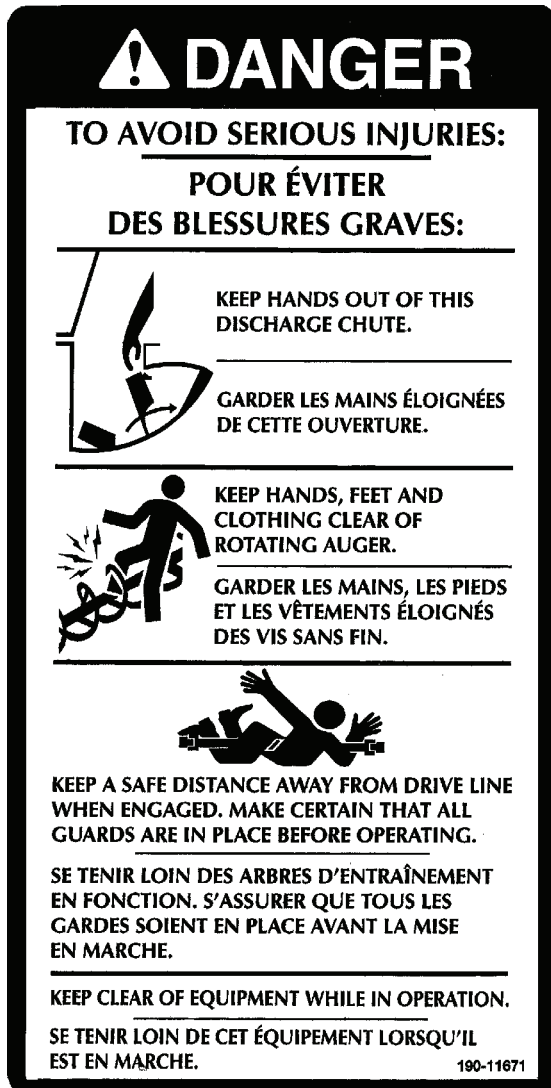 DANGER
TO AVOID SERIOUS INJURIES:
POUR ÉVITER
DES BLESSURES GRAVES:
KEEP HANDS OUT OF THIS
DISCHARGE CHUTE.
GARDER LES MAINS ÉLOIGNÉES
DE CETTE OUVERTURE.
KEEP HANDS, FEET AND
CLOTHING CLEAR OF
ROTATING AUGER.
GARDER LES MAINS, LES PIEDS
ET LES VÊTEMENTS ÉLOIGNÉS
DES VIS SANS FIN.
KEEP A SAFE DISTANCE AWAY FROM DRIVE LINE
WHEN ENGAGED. MAKE CERTAIN THAT ALL
GUARDS ARE IN PLACE BEFORE OPERATING.
SE TENIR LOIN DES ARBRES D'ENTRAÎNEMENT
EN FONCTION. S'ASSURER QUE TOUS LES
GARDES SOIENT EN PLACE AVANT LA MISE
EN MARCHE.
KEEP CLEAR OF EQUIPMENT WHILE IN OPERATION.
SE TENIR LOIN DE CET ÉQUIPEMENT LORSQU'IL
EST EN MARCHE.
190-11671